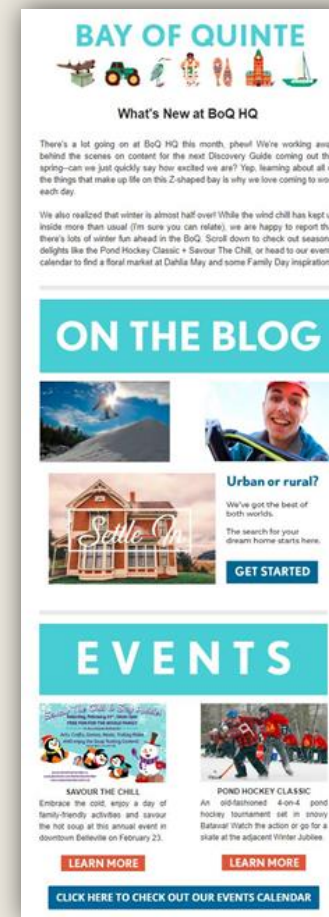 BAY OF QUINTE
What's New at BoQ HQ
There's a lot going on at BoQ HQ this month, phew! We're working
behind the scenes on content for the next Discovery Guide coming out
spring--can we just quickly say how excited we are? Yep, learning about all
the things that make up life on this Z-shaped bay is why we love coming to
each day.
We also realized that winter is almost half over! While the wind chill has kept
inside more than usual (I'm sure you can relate), we are happy to report
there's lots of winter fun ahead in the BoQ. Scroll down to check out
delights like the Pond Hockey Classic + Savour The Chill, or head to our
calendar to find a floral market at Dahlia May and some Family Day
ON THE BLOG
Settle In
Urban or rural?
We've got the best of
both worlds.
The search for your
dream home starts here.
GET STARTED
EVENTS
FREE FUN FOR THE WHOLE FAMILY
SAVOUR THE CHILL
Embrace the cold, enjoy a day of
family-friendly activities and savour
the hot soup at this annual event in
downtown Belleville on February 23.
LEARN MORE
POND HOCKEY CLASSIC
An old-fashioned 4-on-4 pond
hockey tournament set in snowy
Batawa! Watch the action or go for a
skate at the adjacent Winter Jubilee.
LEARN MORE
CLICK HERE TO CHECK OUT OUR EVENTS CALENDAR